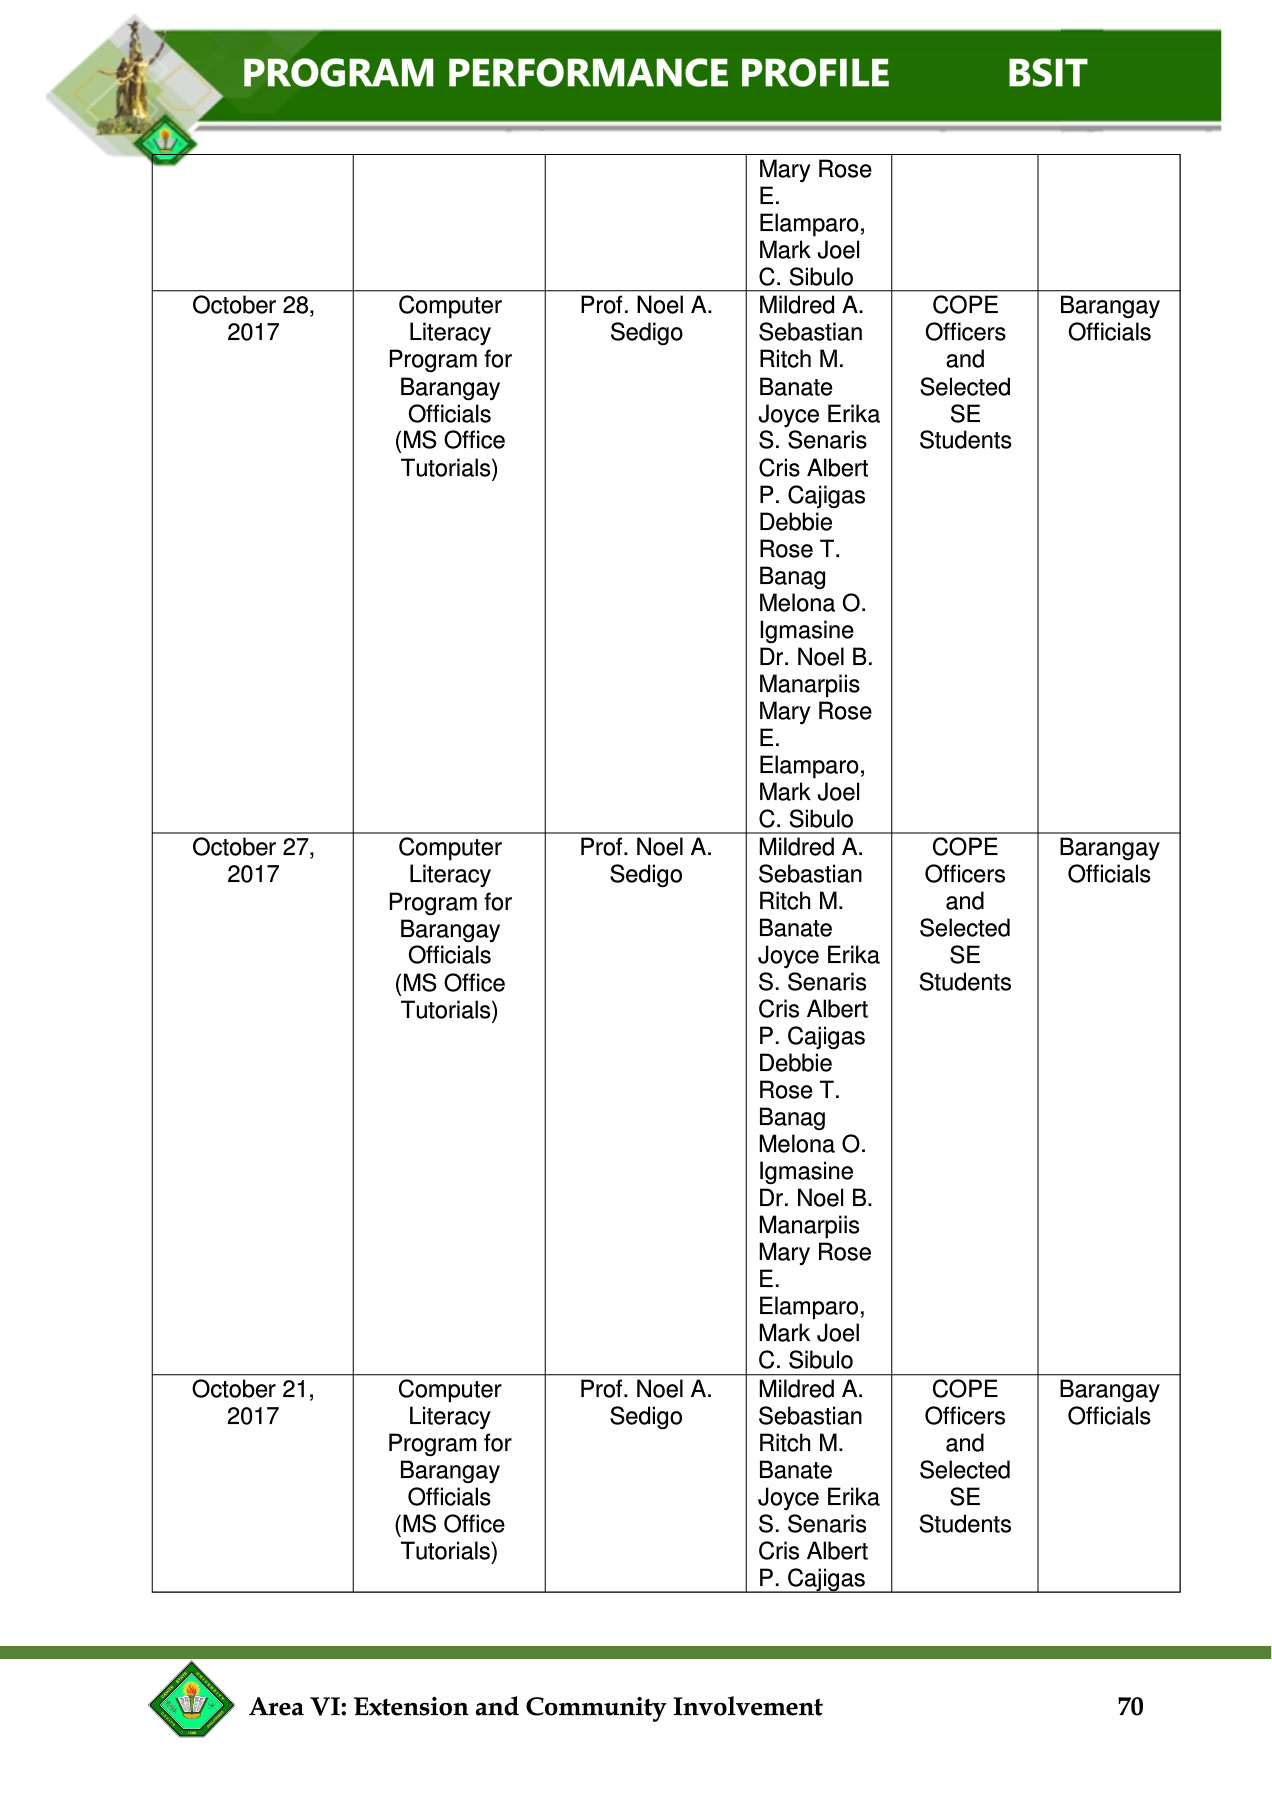 PROGRAM PERFORMANCE PROFILE BSIT
Mary Rose
E.
Elamparo,
Mark Joel
C. Sibulo
October 28,
2017
Computer
Literacy
Program for
Barangay
Officials
(MS Office
Tutorials)
Prof. Noel A.
Sedigo
Mildred A.
Sebastian
Ritch M.
Banate
Joyce Erika
S. Senaris
Cris Albert
P. Cajigas
Debbie
Rose T.
Banag
Melona O.
Igmasine
Dr. Noel B.
Manarpiis
Mary Rose
E.
Elamparo,
Mark Joel
C. Sibulo
COPE
Officers
and
Selected
SE
Students
Barangay
Officials
October 27,
2017
Computer
Literacy
Program for
Barangay
Officials
(MS Office
Tutorials)
Prof. Noel A.
Sedigo
Mildred A.
Sebastian
Ritch M.
Banate
Joyce Erika
S. Senaris
Cris Albert
P. Cajigas
Debbie
Rose T.
Banag
Melona O.
Igmasine
Dr. Noel B.
Manarpiis
Mary Rose
E.
Elamparo,
Mark Joel
C. Sibulo
COPE
Officers
and
Selected
SE
Students
Barangay
Officials
October 21,
2017
Computer
Literacy
Program for
Barangay
Officials
(MS Office
Tutorials)
Prof. Noel A.
Sedigo
Mildred A.
Sebastian
Ritch M.
Banate
Joyce Erika
S. Senaris
Cris Albert
P. Cajigas
COPE
Officers
and
Selected
SE
Students
Barangay
Officials
Area VI: Extension and Community Involvement 70